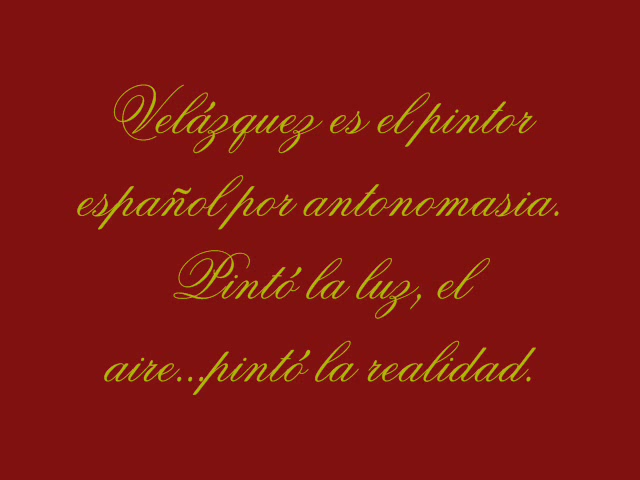 Velázquez es el pintor
español por antonomasia.
Pintó la luz, el
aire...pintó la realidad.